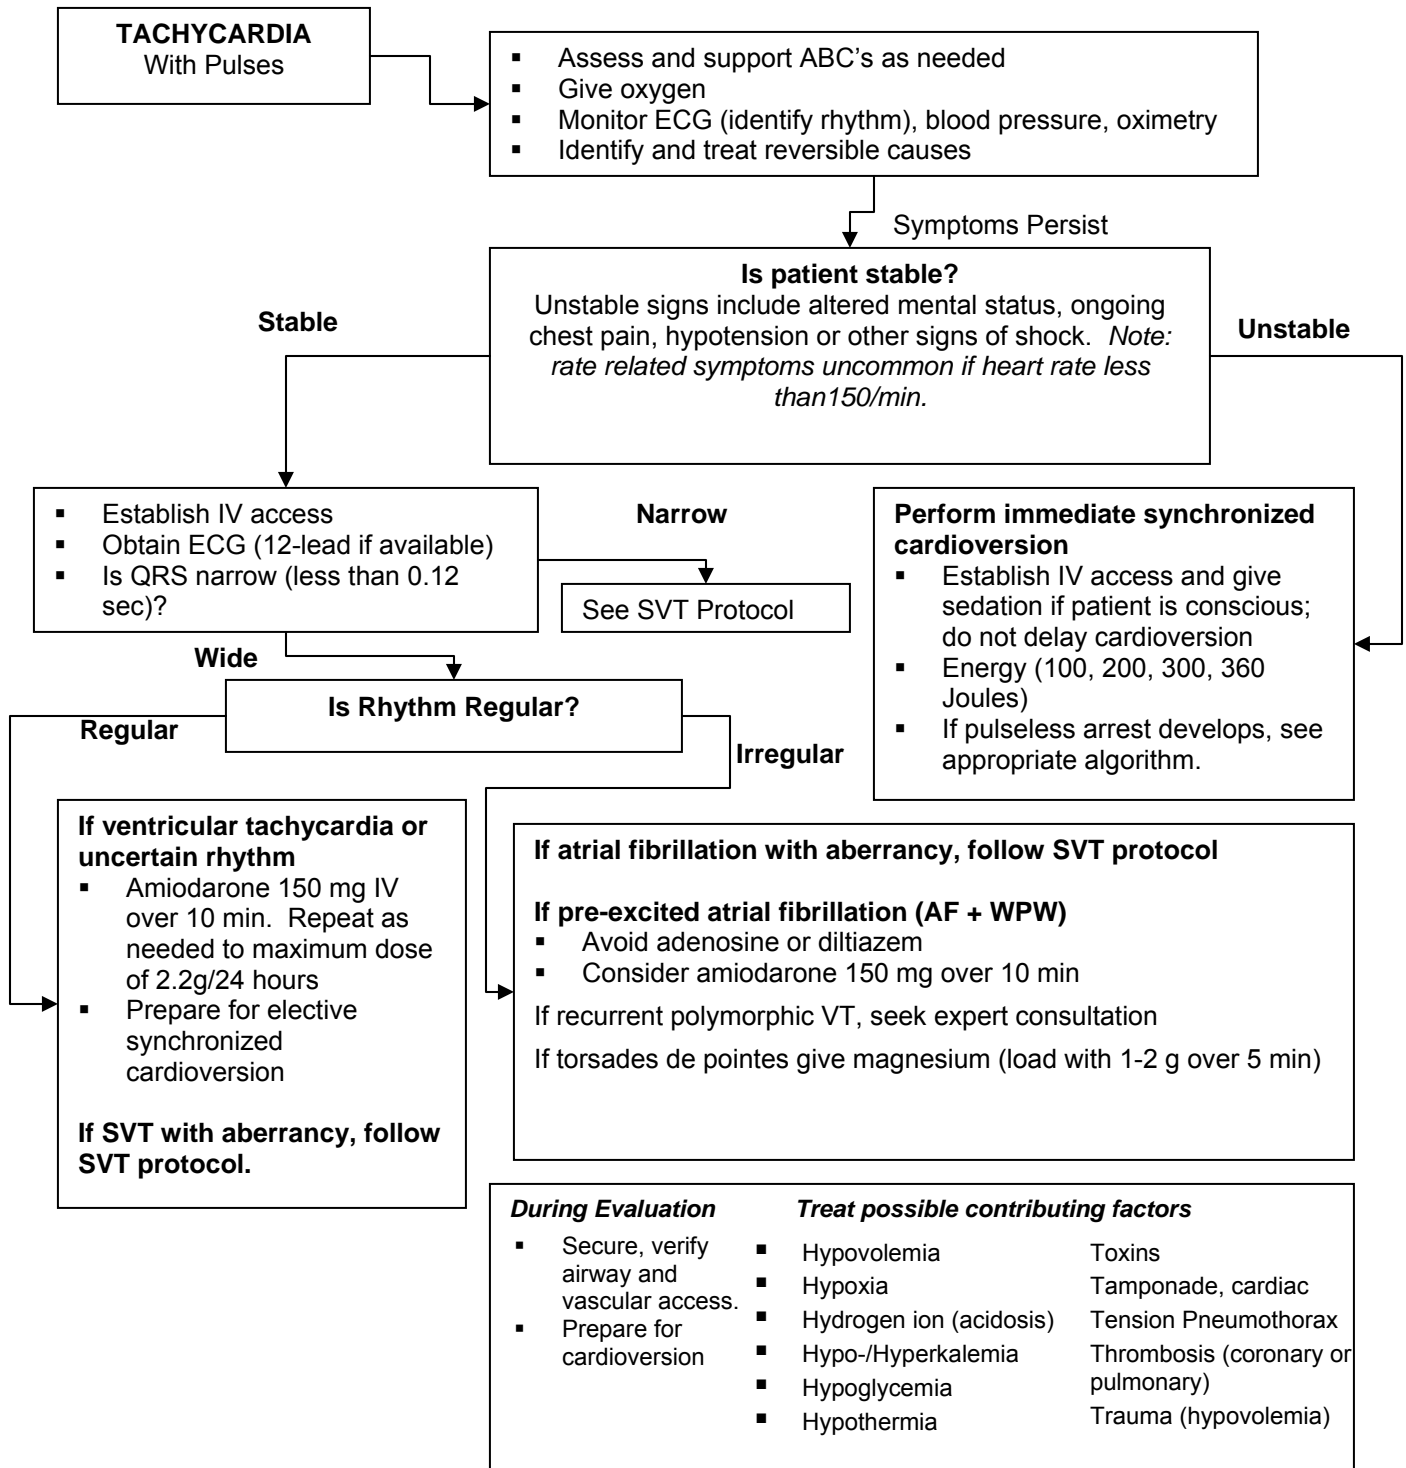 TACHYCARDIA
With Pulses
▪ Assess and support ABC’s as needed
▪ Give oxygen
▪ Monitor ECG (identify rhythm), blood pressure, oximetry
▪ Identify and treat reversible causes
Symptoms Persist
Is patient stable?
Unstable signs include altered mental status, ongoing
chest pain, hypotension or other signs of shock. Note:
rate related symptoms uncommon if heart rate less
than150/min.
Stable
Unstable
▪ Establish IV access
▪ Obtain ECG (12-lead if available)
▪ Is QRS narrow (less than 0.12
sec)?
Narrow
See SVT Protocol
Perform immediate synchronized
cardioversion
▪ Establish IV access and give
sedation if patient is conscious;
do not delay cardioversion
▪ Energy (100, 200, 300, 360
Joules)
▪ If pulseless arrest develops, see
appropriate algorithm.
Wide
Is Rhythm Regular?
Regular
Irregular
If ventricular tachycardia or
uncertain rhythm
▪ Amiodarone 150 mg IV
over 10 min. Repeat as
needed to maximum dose
of 2.2g/24 hours
▪ Prepare for elective
synchronized
cardioversion
If SVT with aberrancy, follow
SVT protocol.
If atrial fibrillation with aberrancy, follow SVT protocol
If pre-excited atrial fibrillation (AF + WPW)
▪ Avoid adenosine or diltiazem
▪ Consider amiodarone 150 mg over 10 min
If recurrent polymorphic VT, seek expert consultation
If torsades de pointes give magnesium (load with 1-2 g over 5 min)
During Evaluation
▪ Secure, verify
airway and
vascular access.
▪ Prepare for
cardioversion
Treat possible contributing factors
▪ Hypovolemia
▪ Hypoxia
▪ Hydrogen ion (acidosis)
▪ Hypo-/Hyperkalemia
▪ Hypoglycemia
▪ Hypothermia
Toxins
Tamponade, cardiac
Tension Pneumothorax
Thrombosis (coronary or
pulmonary)
Trauma (hypovolemia)